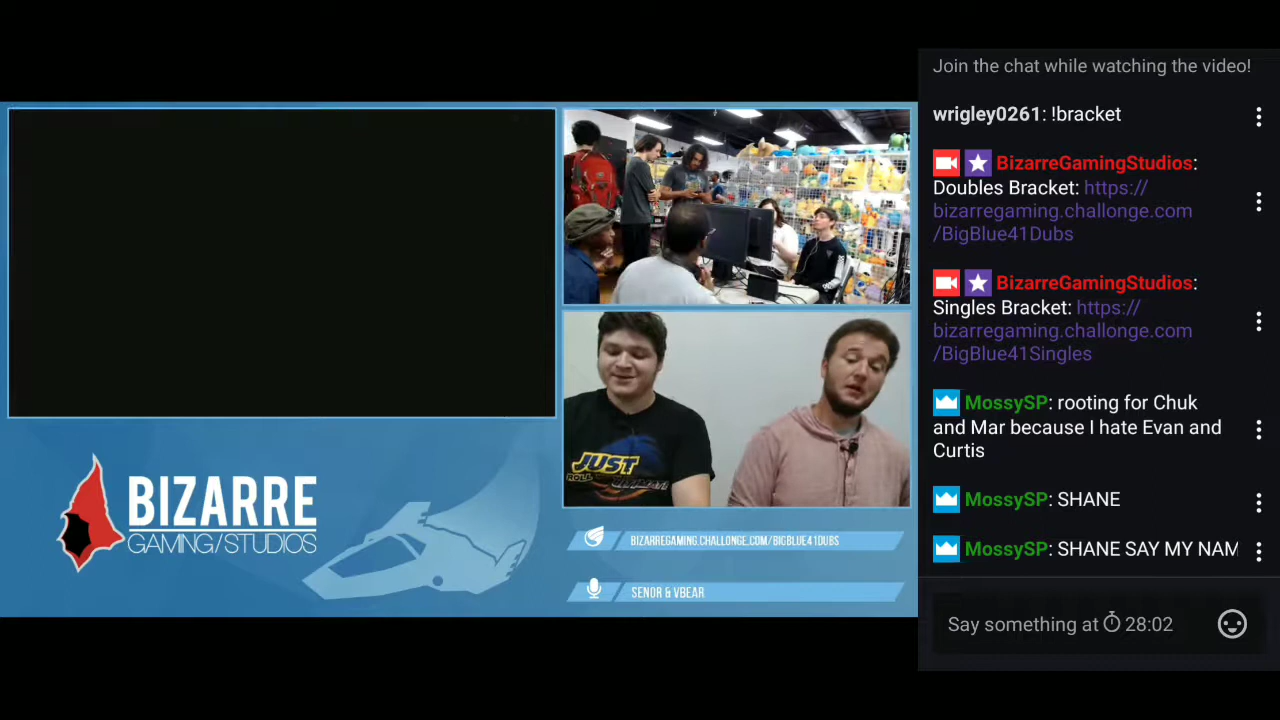 BIZARRE
GAMING/STUDIOS
JUST
ROLL
BIZARREGAMING.CHALLONGE.COM/BIGBLUE41DUBS
SENOR & VBEAR
Join the chat while watching the video!
wrigley0261: !bracket
BizarreGamingStudios:
Doubles Bracket: https://
bizarregaming.challonge.com
/BigBlue41Dubs
BizarreGamingStudios:
Singles Bracket: https://
bizarregaming.challonge.com
/BigBlue41Singles
MossySP: rooting for Chuk
and Mar because I hate Evan and
Curtis
MossySP: SHANE
MossySP: SHANE SAY MY NAM
Say something at 28:02